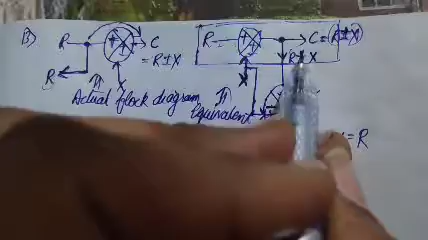 B) R C
= R ± X
R X
Actual block diagram
R C = (R±X)
R ± X
X
Equivalent
= R